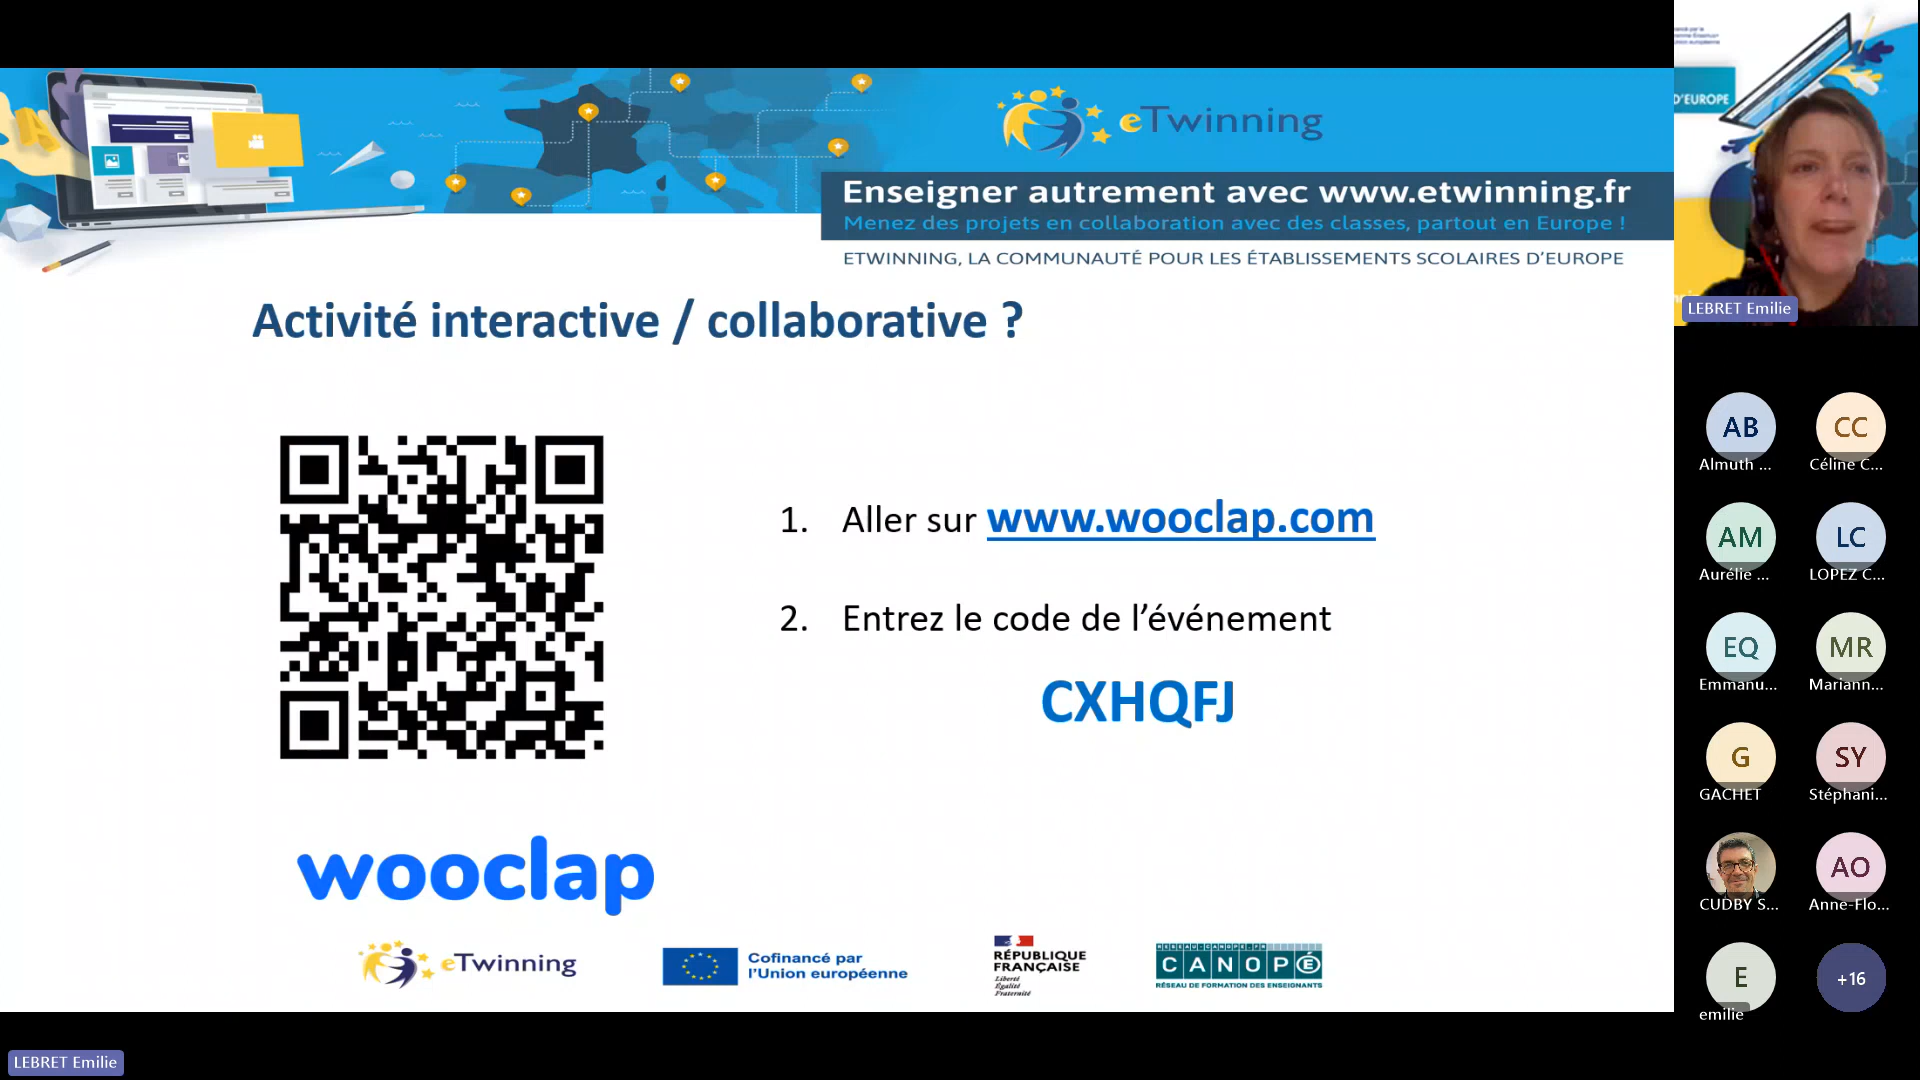 eTwinning
Enseigner autrement avec www.etwinning.fr
Menez des projets en collaboration avec des classes, partout en Europe !
ETWINNING, LA COMMUNAUTÉ POUR LES ÉTABLISSEMENTS SCOLAIRES D'EUROPE
Activité interactive / collaborative ?
1. Aller sur www.wooclap.com
2. Entrez le code de l’événement
CXHQFJ
wooclap
eTwinning
Cofinancé par
l'Union européenne
RÉPUBLIQUE
FRANÇAISE
Liberté
Égalité
Fraternité
RESEAU-CANOPE.FR
CANOPÉ
RÉSEAU DE FORMATION DES ENSEIGNANTS
D'EUROPE
LEBRET Emilie
AB
CC
Almuth ...
Céline C...
AM
LC
Aurélie ...
LOPEZ C...
EQ
MR
Emmanu...
Mariann...
G
SY
GACHET
Stéphani...
AO
CUDBY S...
Anne-Flo...
E
+16
emilie
LEBRET Emilie